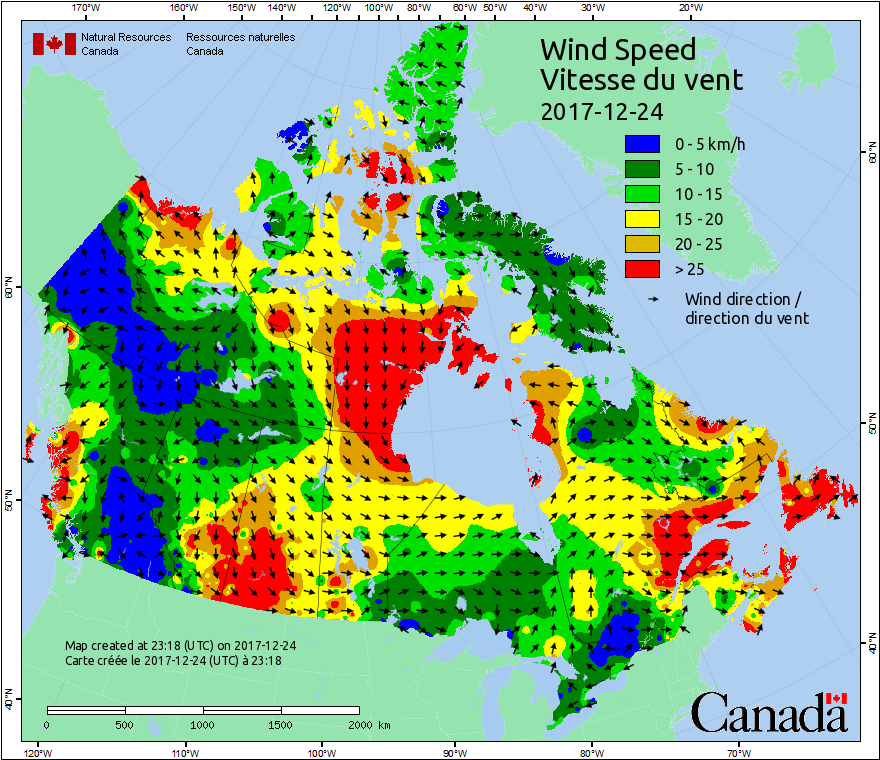 170°W 160°W 150°W 140°W 130°W 120°W 110°W 100°W 90°W 80°W 70°W 60°W 50°W 40°W 30°W 20°W
Natural Resources Canada
Ressources naturelles Canada
Wind Speed
Vitesse du vent
2017-12-24
0 - 5 km/h
5 - 10
10 - 15
15 - 20
20 - 25
> 25
Wind direction /
direction du vent
60°N
50°N
40°N
60°N
50°N
40°N
Map created at 23:18 (UTC) on 2017-12-24
Carte créée le 2017-12-24 (UTC) à 23:18
0 500 1000 1500 2000 km
Canada
120°W 110°W 100°W 90°W 80°W 70°W